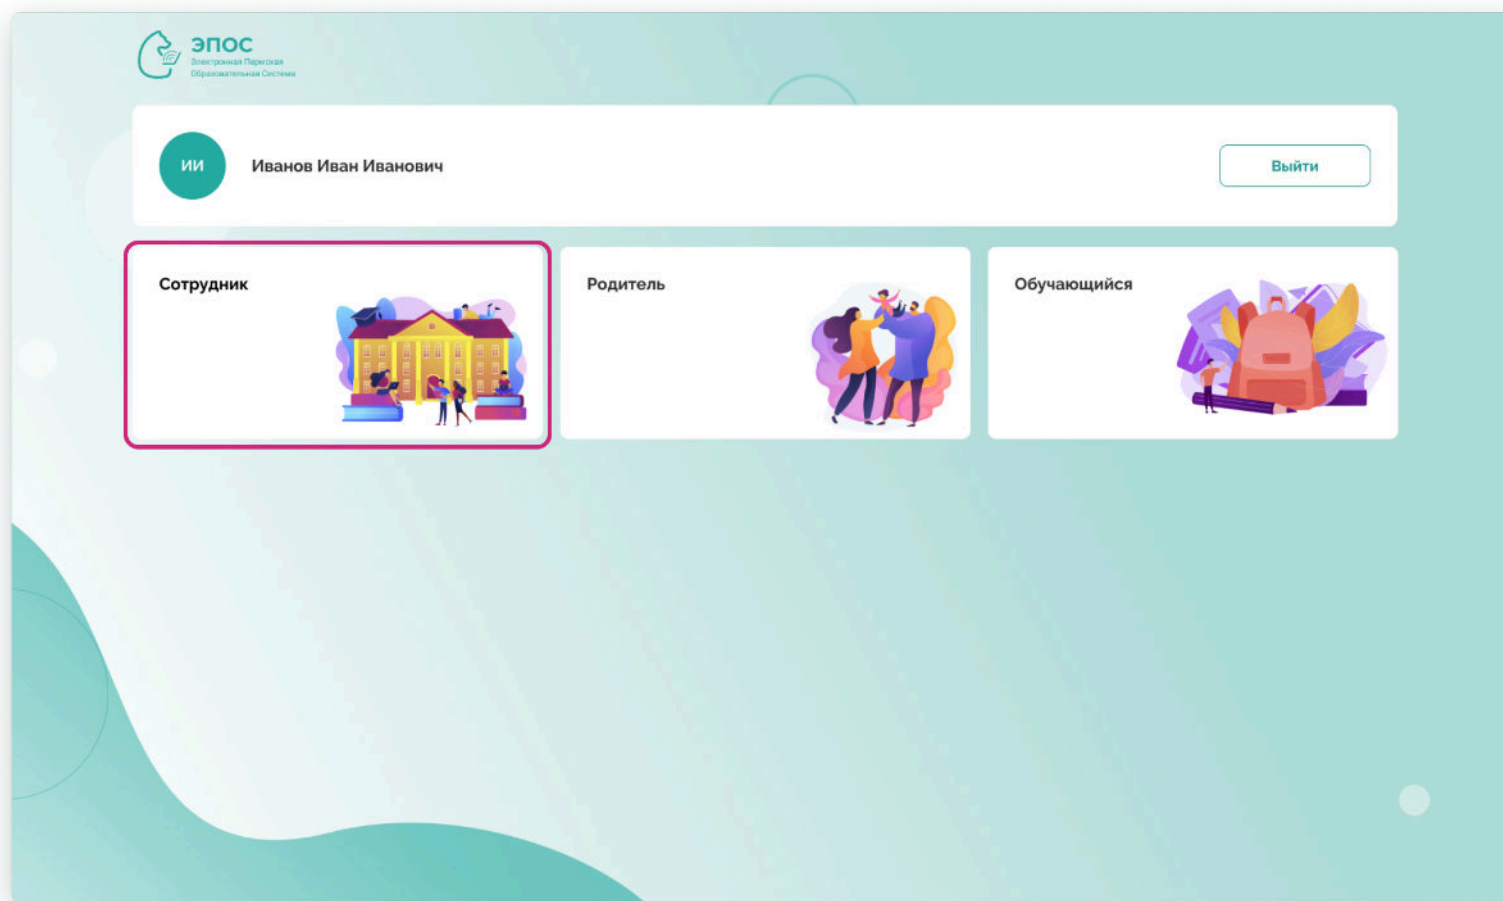 ЭПОС
Электронная Пермская
Образовательная Система
ИИ
Иванов Иван Иванович
Выйти
Сотрудник
Родитель
Обучающийся